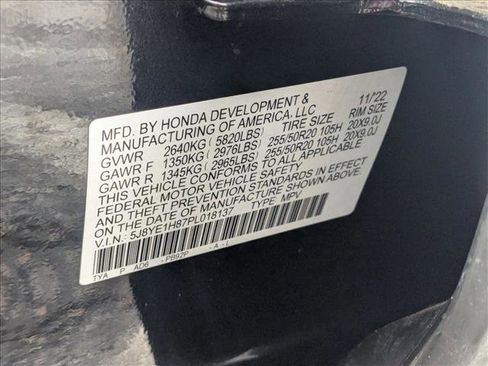 MFD. BY HONDA DEVELOPMENT & 11/22
MANUFACTURING OF AMERICA, LLC
GVWR 2640KG (5820LBS) TIRE SIZE RIM SIZE
GAWR F 1350KG (2976LBS) 255/50R20 105H 20X9.0J
GAWR R 1345KG (2965LBS) 255/50R20 105H 20X9.0J
THIS VEHICLE CONFORMS TO ALL APPLICABLE
FEDERAL MOTOR VEHICLE SAFETY
AND THEFT PREVENTION STANDARDS IN EFFECT
ON THE DATE OF MANUFACTURE SHOWN ABOVE.
V.I.N.: 5J8YE1H87PL018137 TYPE: MPV
TYA P AD6 -PB92P -A-L